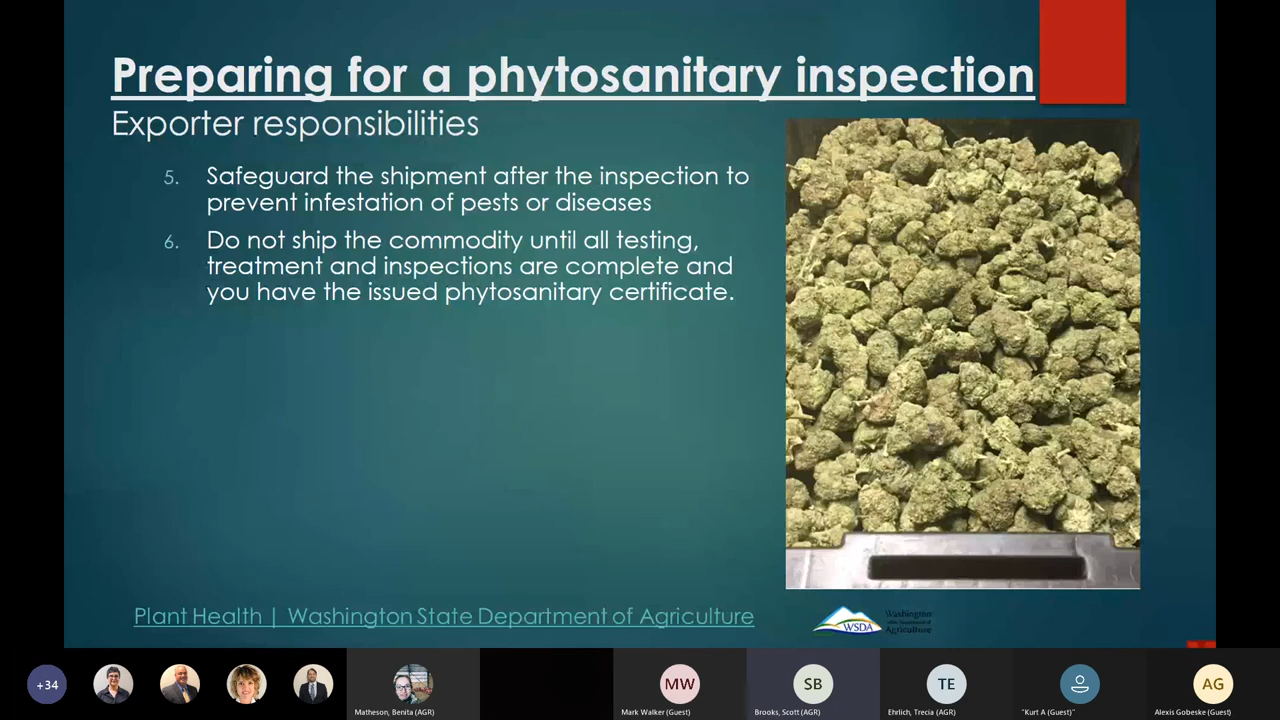 Preparing for a phytosanitary inspection
Exporter responsibilities
5. Safeguard the shipment after the inspection to
prevent infestation of pests or diseases
6. Do not ship the commodity until all testing,
treatment and inspections are complete and
you have the issued phytosanitary certificate.
Plant Health | Washington State Department of Agriculture
WSDA
Washington
Agriculture
+34
MW
SB
TE
AG
Matheson, Benita (AGR)
Mark Walker (Guest)
Brooks, Scott (AGR)
Ehrlich, Trecia (AGR)
"Kurt A (Guest)"
Alexis Gobeske (Guest)